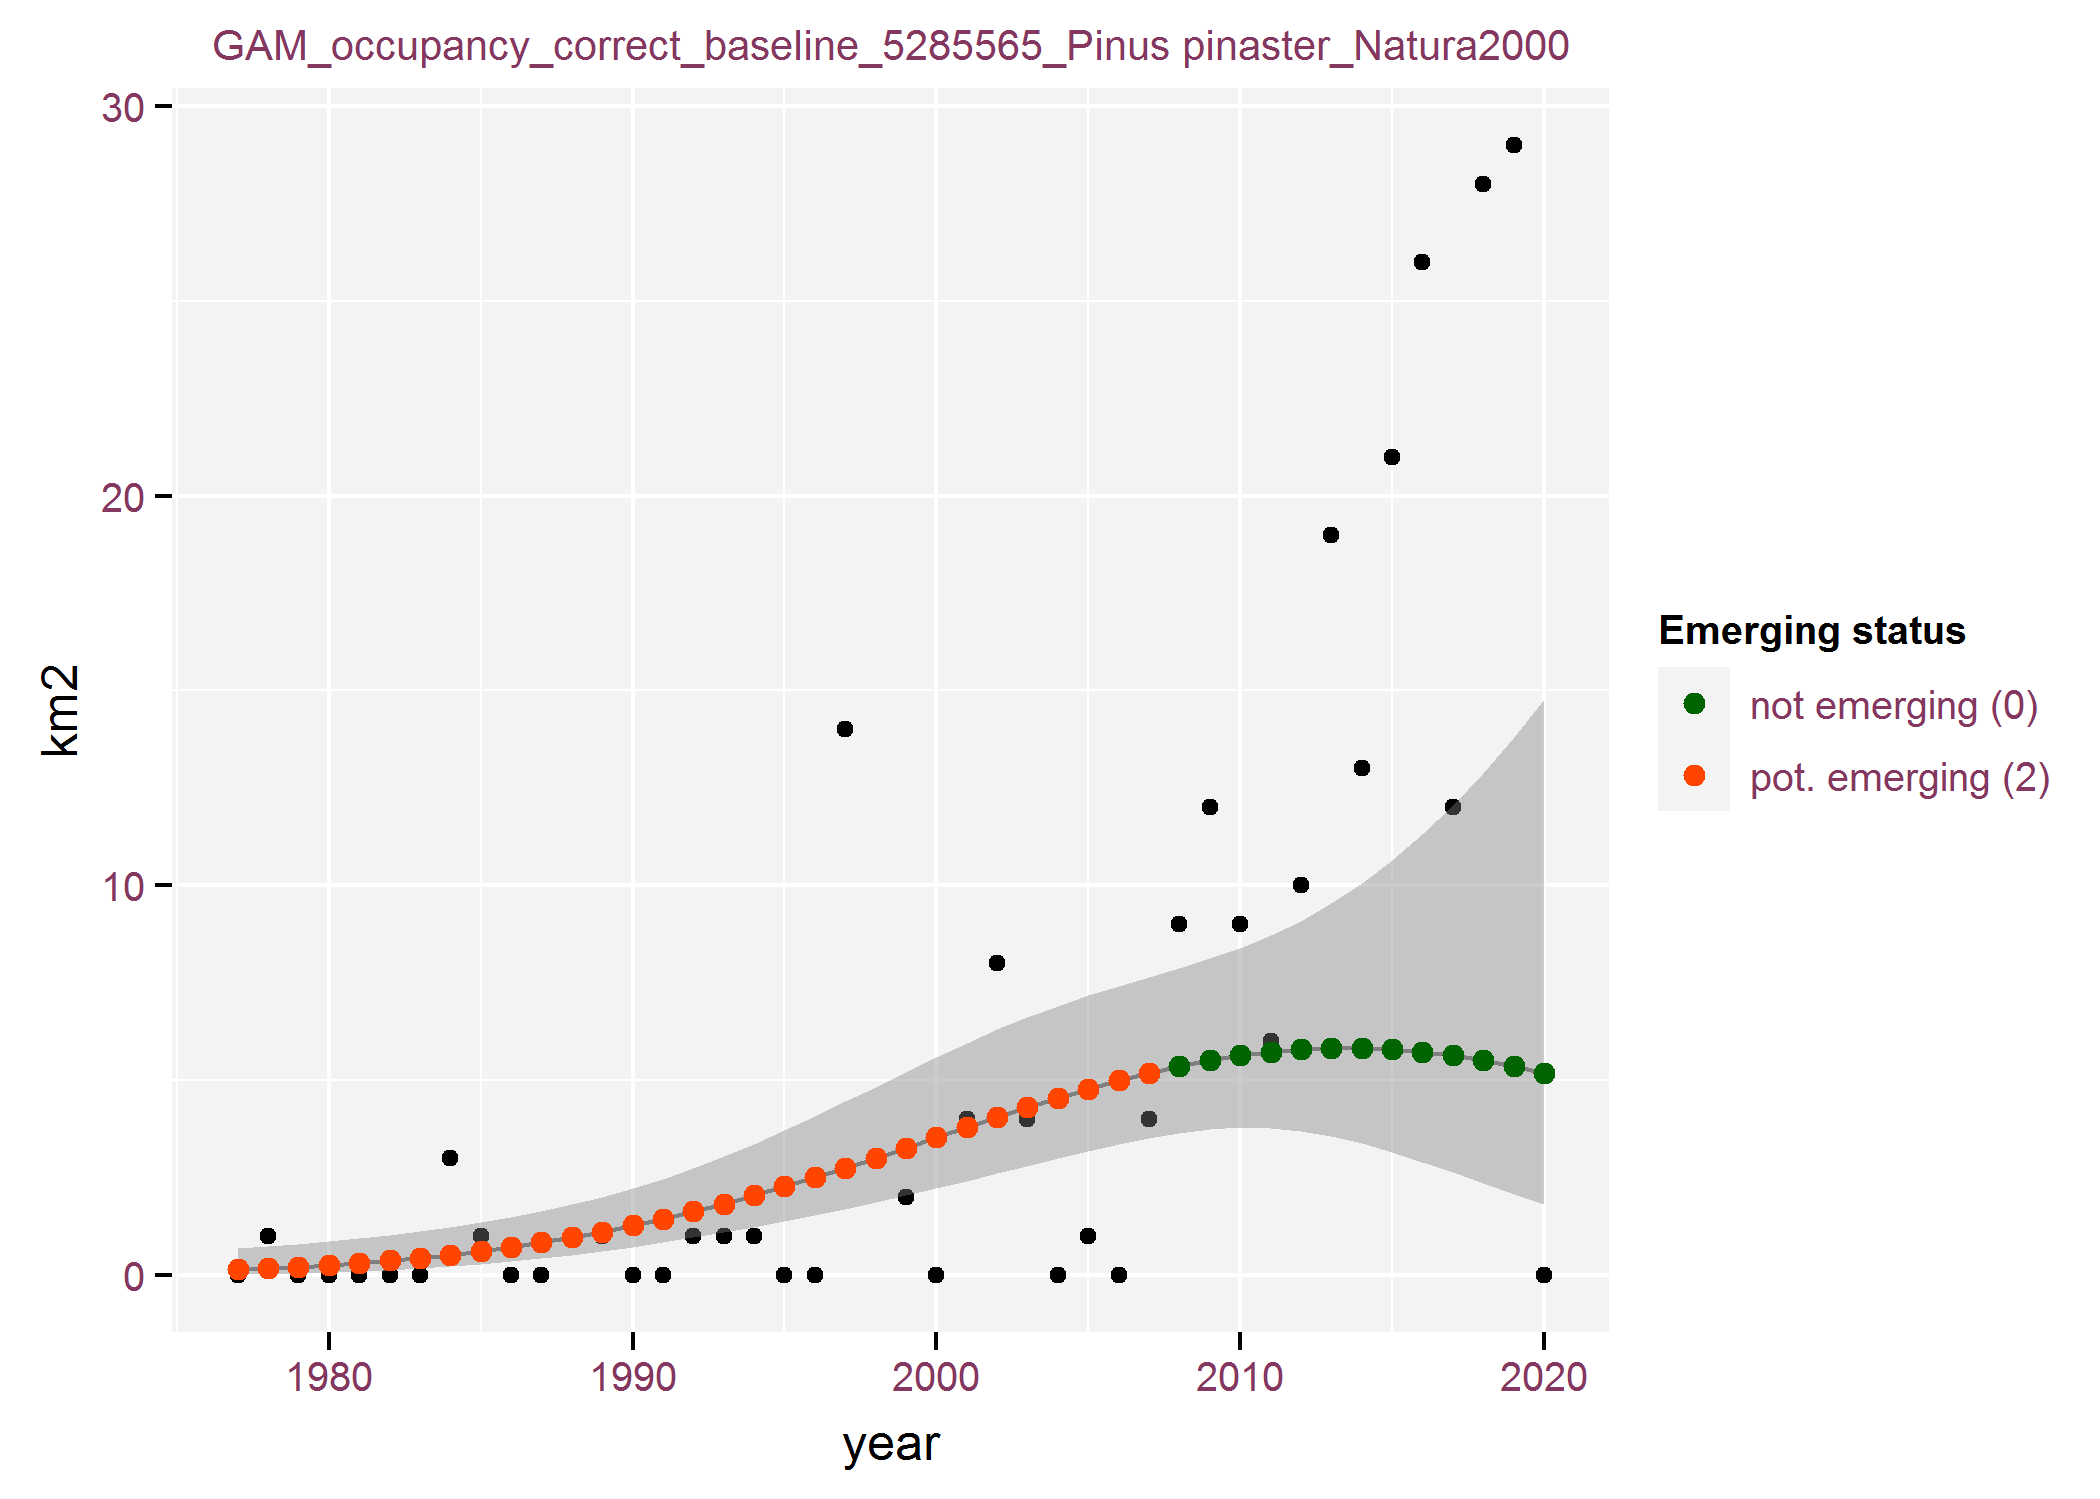 GAM_occupancy_correct_baseline_5285565_Pinus pinaster_Natura2000
30
20
10
0
km2
1980 1990 2000 2010 2020
year
Emerging status
not emerging (0)
pot. emerging (2)